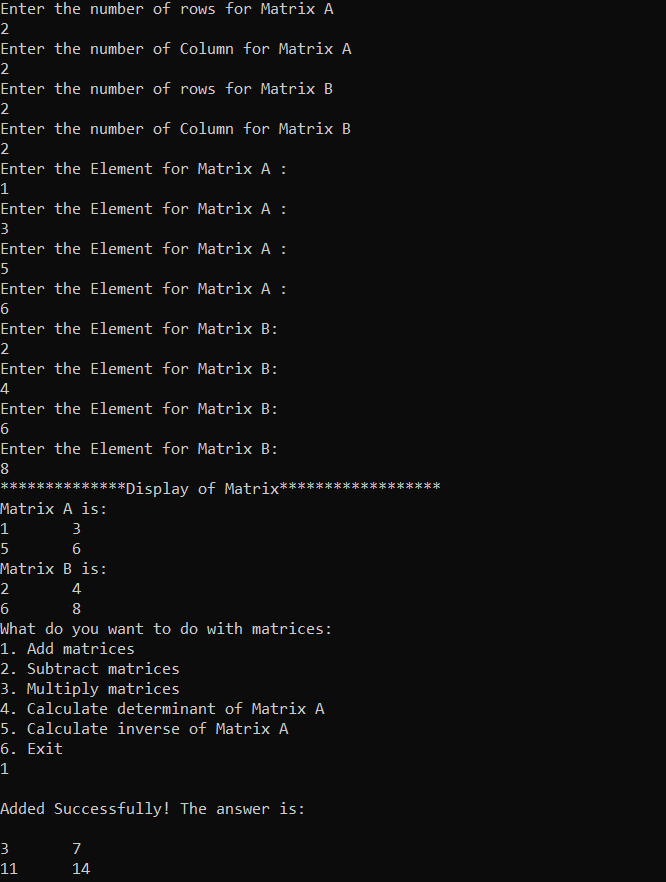 Enter the number of rows for Matrix A
2
Enter the number of Column for Matrix A
2
Enter the number of rows for Matrix B
2
Enter the number of Column for Matrix B
2
Enter the Element for Matrix A :
1
Enter the Element for Matrix A :
3
Enter the Element for Matrix A :
5
Enter the Element for Matrix A :
6
Enter the Element for Matrix B:
2
Enter the Element for Matrix B:
4
Enter the Element for Matrix B:
6
Enter the Element for Matrix B:
8
**************Display of Matrix******************
Matrix A is:
1       3
5       6
Matrix B is:
2       4
6       8
What do you want to do with matrices:
1. Add matrices
2. Subtract matrices
3. Multiply matrices
4. Calculate determinant of Matrix A
5. Calculate inverse of Matrix A
6. Exit
1
Added Successfully! The answer is:
3       7
11      14